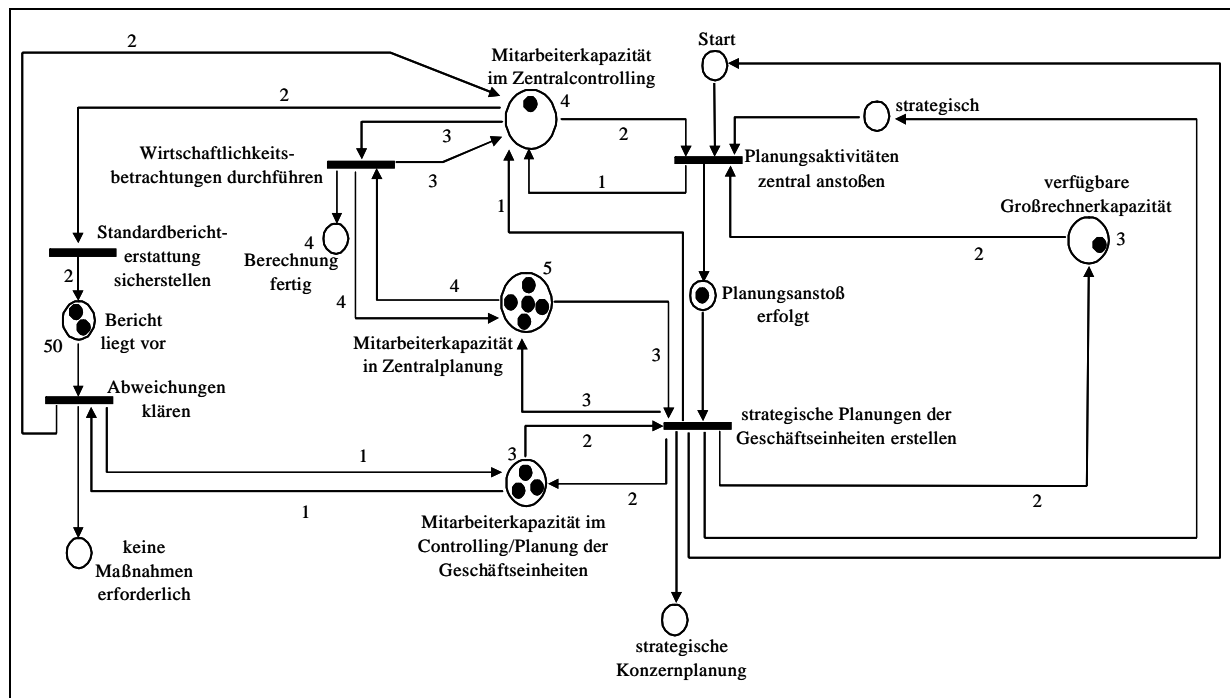 2
Mitarbeiterkapazität
im Zentralcontrolling
Start
4
strategisch
2
3
2
Wirtschaftlichkeits-
betrachtungen durchführen
3
Planungsaktivitäten
zentral anstoßen
1
1
verfügbare
Großrechnerkapazität
3
2
Standardbericht-
erstattung
sicherstellen
4
Berechnung
fertig
2
5
4
4
Planungsanstoß
erfolgt
Bericht
liegt vor
50
Mitarbeiterkapazität
in Zentralplanung
3
Abweichungen
klären
3
strategische Planungen der
Geschäftseinheiten erstellen
2
1
3
2
2
1
Mitarbeiterkapazität im
Controlling/Planung der
Geschäftseinheiten
keine
Maßnahmen
erforderlich
strategische
Konzernplanung